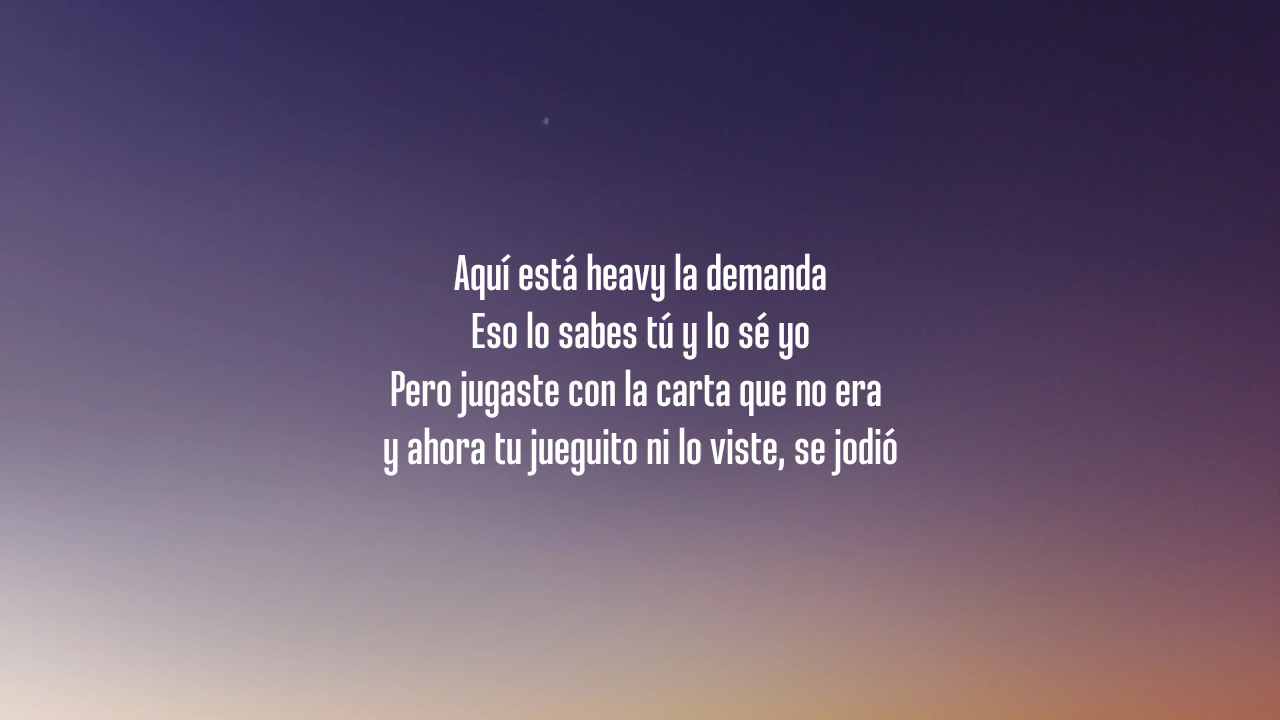 Aquí está heavy la demanda
Eso lo sabes tú y lo sé yo
Pero jugaste con la carta que no era
y ahora tu jueguito ni lo viste, se jodió